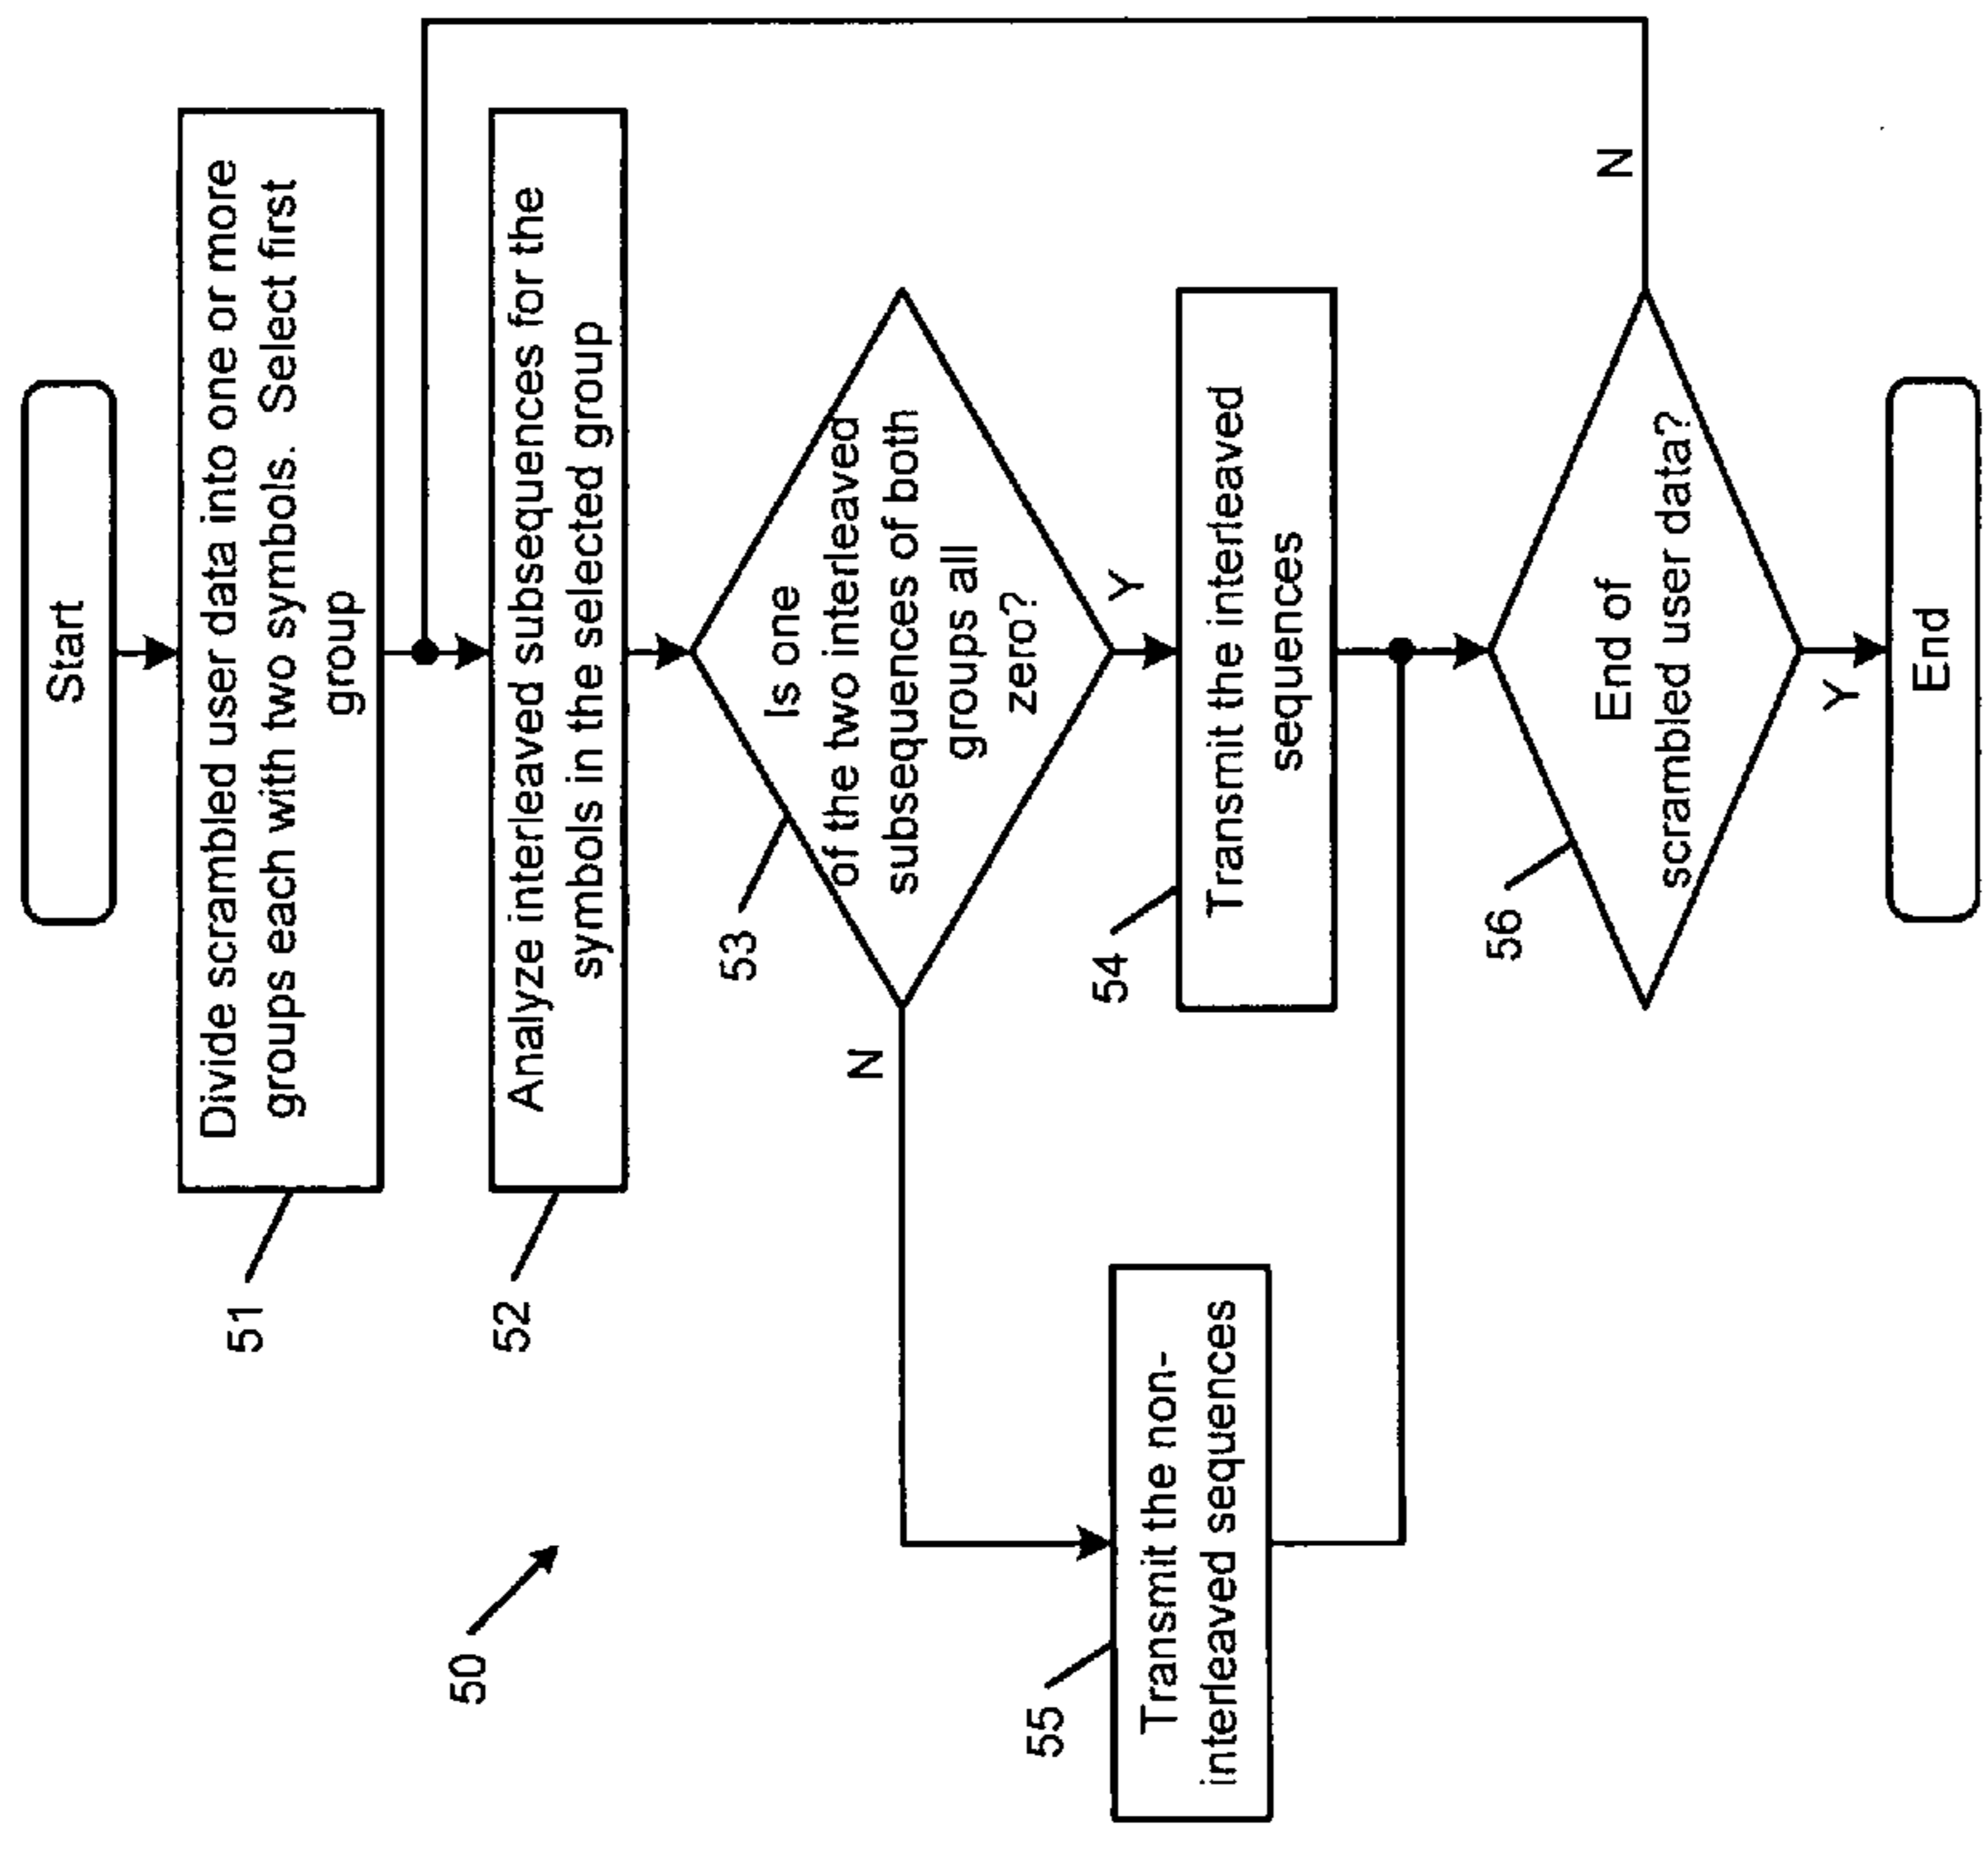 Start
Divide scrambled user data into one or more
groups each with two symbols. Select first
group
51
Analyze interleaved subsequences for the
symbols in the selected group
52
Is one
of the two interleaved
subsequences of both
groups all
zero?
53
N
Y
Transmit the interleaved
sequences
54
50
Transmit the non-
interleaved sequences
55
End of
scrambled user data?
56
N
Y
End